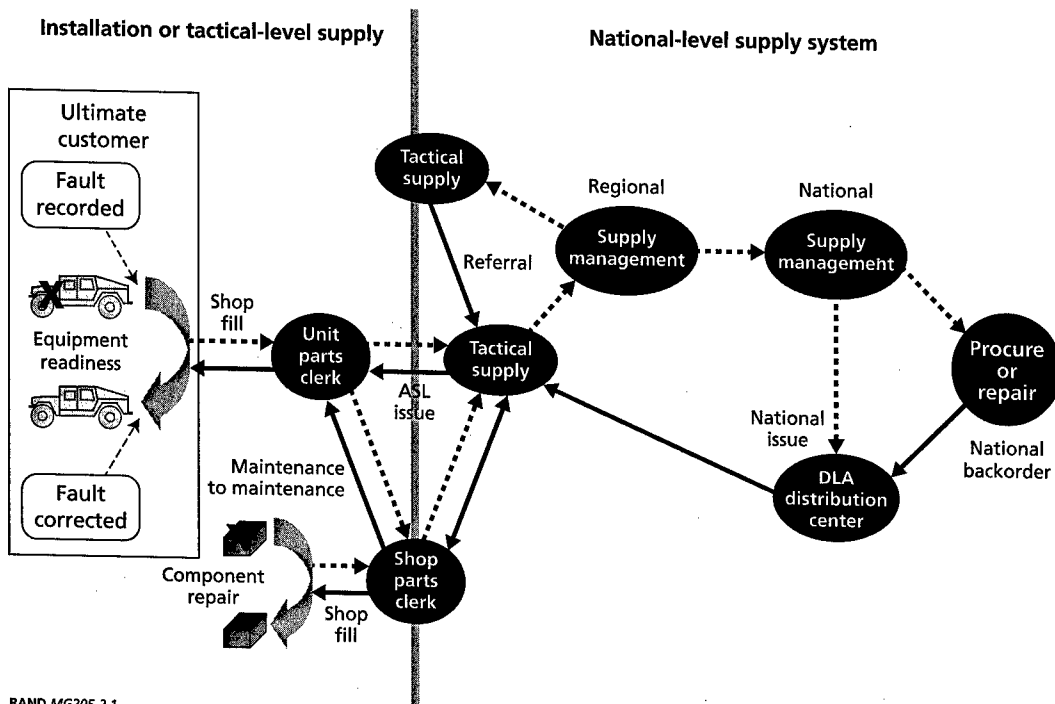 Installation or tactical-level supply
National-level supply system
Ultimate
customer
Fault
recorded
Equipment
readiness
Fault
corrected
Shop
fill
Unit
parts
clerk
Maintenance
to maintenance
Component
repair
Shop
fill
Shop
parts
clerk
Tactical
supply
Referral
Tactical
supply
ASL
issue
Regional
Supply
management
National
Supply
management
National
issue
DLA
distribution
center
Procure
or
repair
National
backorder
RAND MG205-2.1